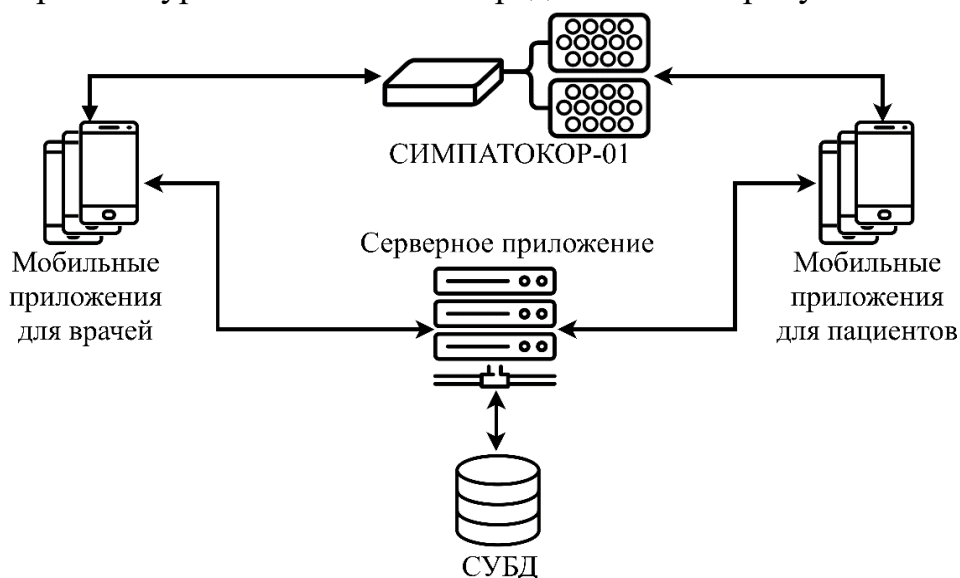 СИМПАТОКОР-01
Серверное приложение
Мобильные
приложения
для врачей
Мобильные
приложения
для пациентов
СУБД